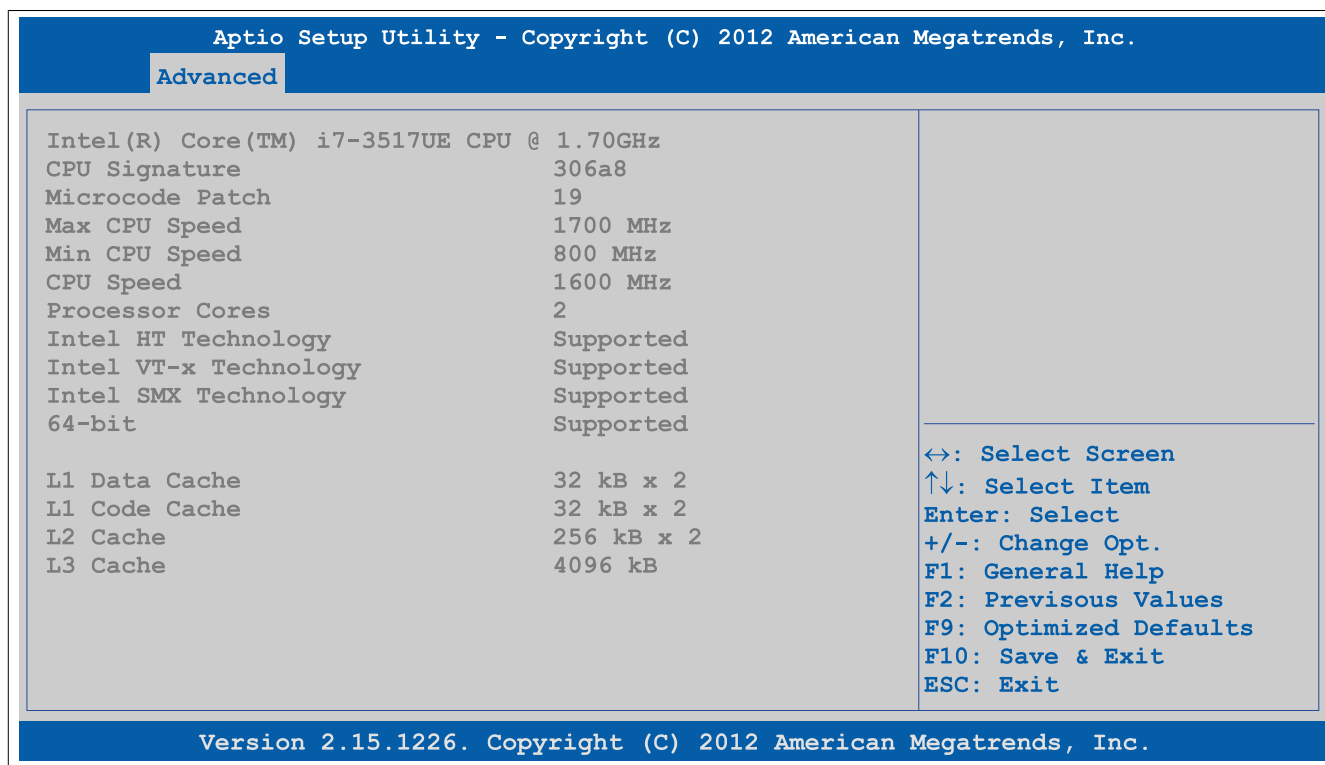 Aptio Setup Utility - Copyright (C) 2012 American Megatrends, Inc.
Advanced
Intel(R) Core(TM) i7-3517UE CPU @ 1.70GHz
CPU Signature 306a8
Microcode Patch 19
Max CPU Speed 1700 MHz
Min CPU Speed 800 MHz
CPU Speed 1600 MHz
Processor Cores 2
Intel HT Technology Supported
Intel VT-x Technology Supported
Intel SMX Technology Supported
64-bit Supported
L1 Data Cache 32 kB x 2
L1 Code Cache 32 kB x 2
L2 Cache 256 kB x 2
L3 Cache 4096 kB
↔: Select Screen
↑↓: Select Item
Enter: Select
+/-: Change Opt.
F1: General Help
F2: Previsous Values
F9: Optimized Defaults
F10: Save & Exit
ESC: Exit
Version 2.15.1226. Copyright (C) 2012 American Megatrends, Inc.